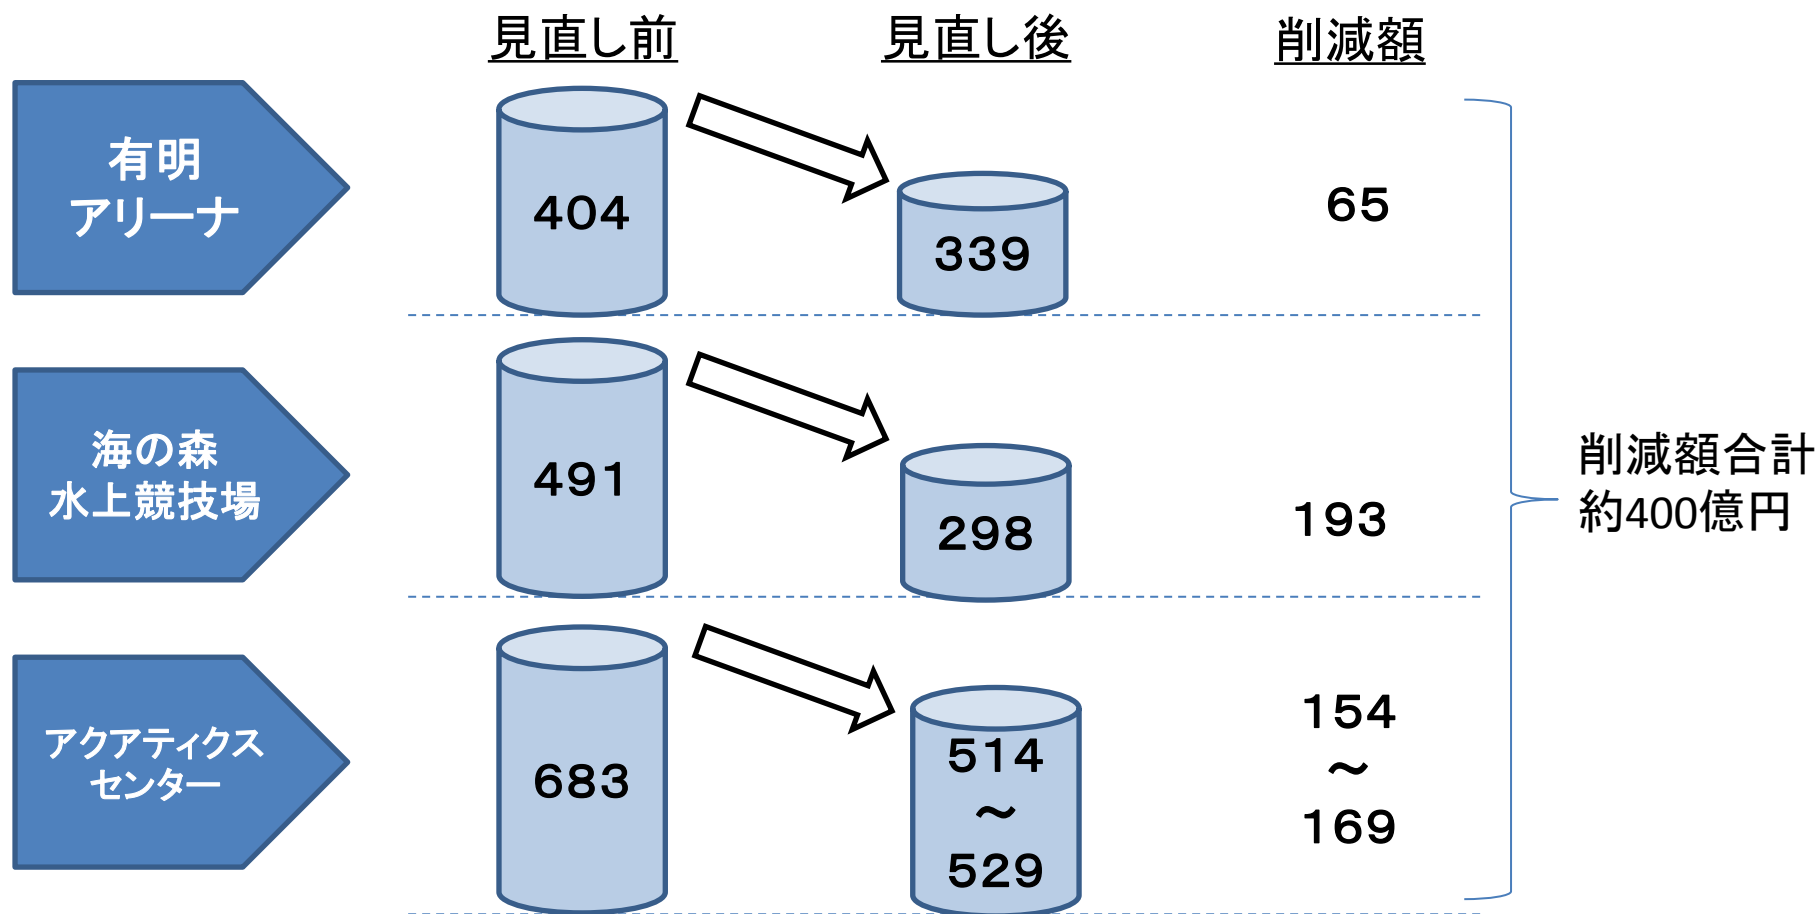 見直し前
見直し後
削減額
有明
アリーナ
404
339
65
海の森
水上競技場
491
298
193
アクアティクス
センター
683
514
～
529
154
～
169
削減額合計
約400億円